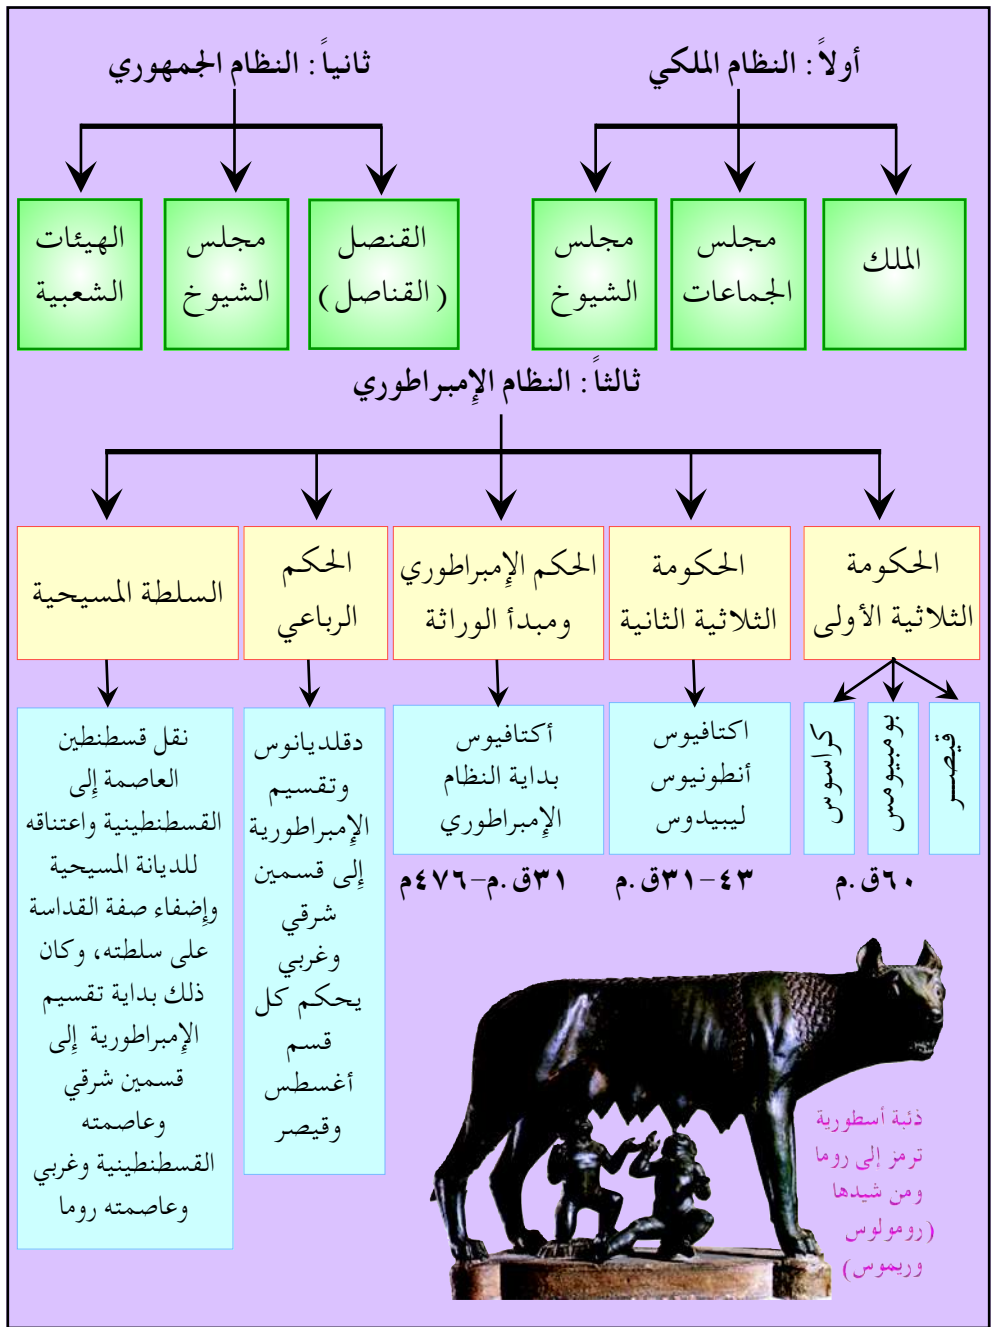 أولاً : النظام الملكي
الملك
مجلس
الجماعات
مجلس
الشيوخ
ثانياً : النظام الجمهوري
القنصل
(القناصل)
مجلس
الشيوخ
الهيئات
الشعبية
ثالثاً : النظام الإمبراطوري
الحكومة
الثلاثية الأولى
قيصر
بومبيومس
كراسوس
٦٠ق.م
الحكومة
الثلاثية الثانية
اكتافيوس
أنطونيوس
ليبيدوس
٤٣–٣١ق.م
الحكم الإمبراطوري
ومبدأ الوراثة
أكتافيوس
بداية النظام
الإمبراطوري
٣١ق.م–٤٧٦م
الحكم
الرباعي
دقلديانوس
وتقسيم
الإمبراطورية
إلى قسمين
شرقي
وغربي
يحكم كل
قسم
أغسطس
وقيصر
السلطة المسيحية
نقل قسطنطين
العاصمة إلى
القسطنطينية واعتناقه
للديانة المسيحية
وإضفاء صفة القداسة
على سلطته، وكان
ذلك بداية تقسيم
الإمبراطورية إلى
قسمين شرقي
وعاصمته
القسطنطينية وغربي
وعاصمته روما
ذئبة أسطورية
ترمز إلى روما
ومن شيدها
(رومولوس
وريموس)